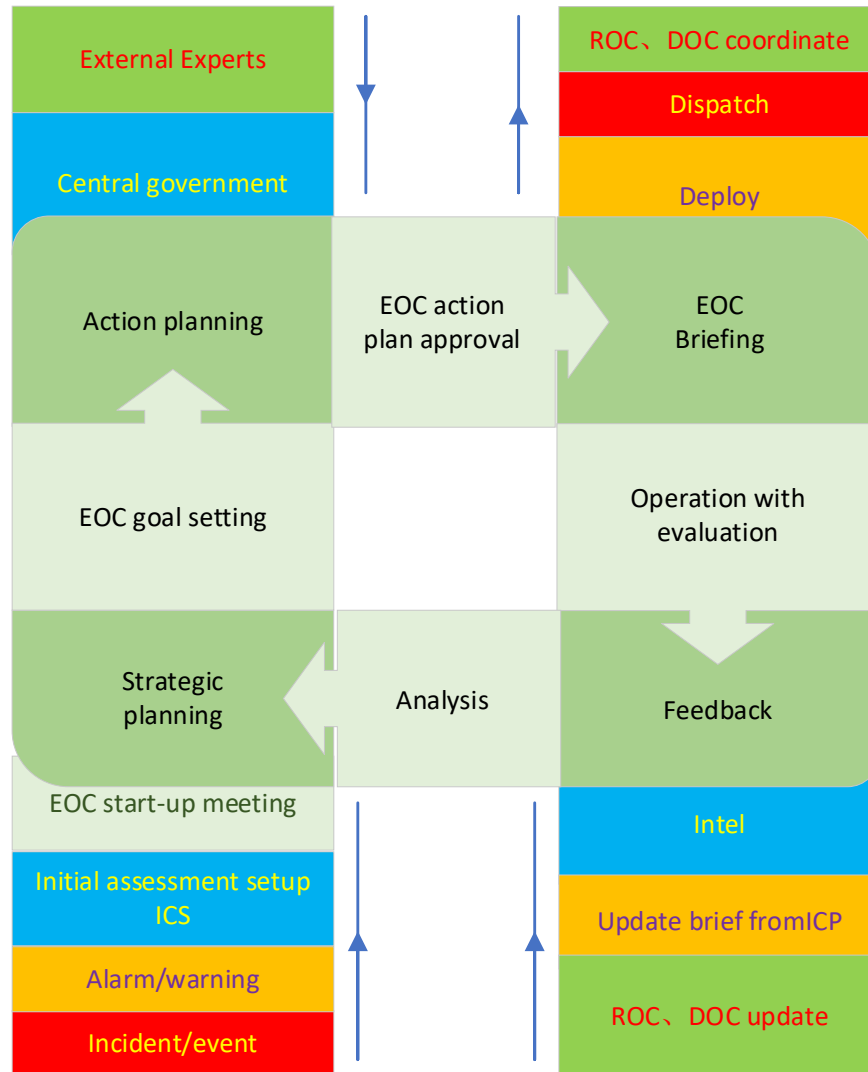 External Experts
Central government
Action planning
EOC goal setting
Strategic
planning
EOC start-up meeting
Initial assessment setup
ICS
Alarm/warning
Incident/event
EOC action
plan approval
Analysis
ROC、DOC coordinate
Dispatch
Deploy
EOC
Briefing
Operation with
evaluation
Feedback
Intel
Update brief fromICP
ROC、DOC update